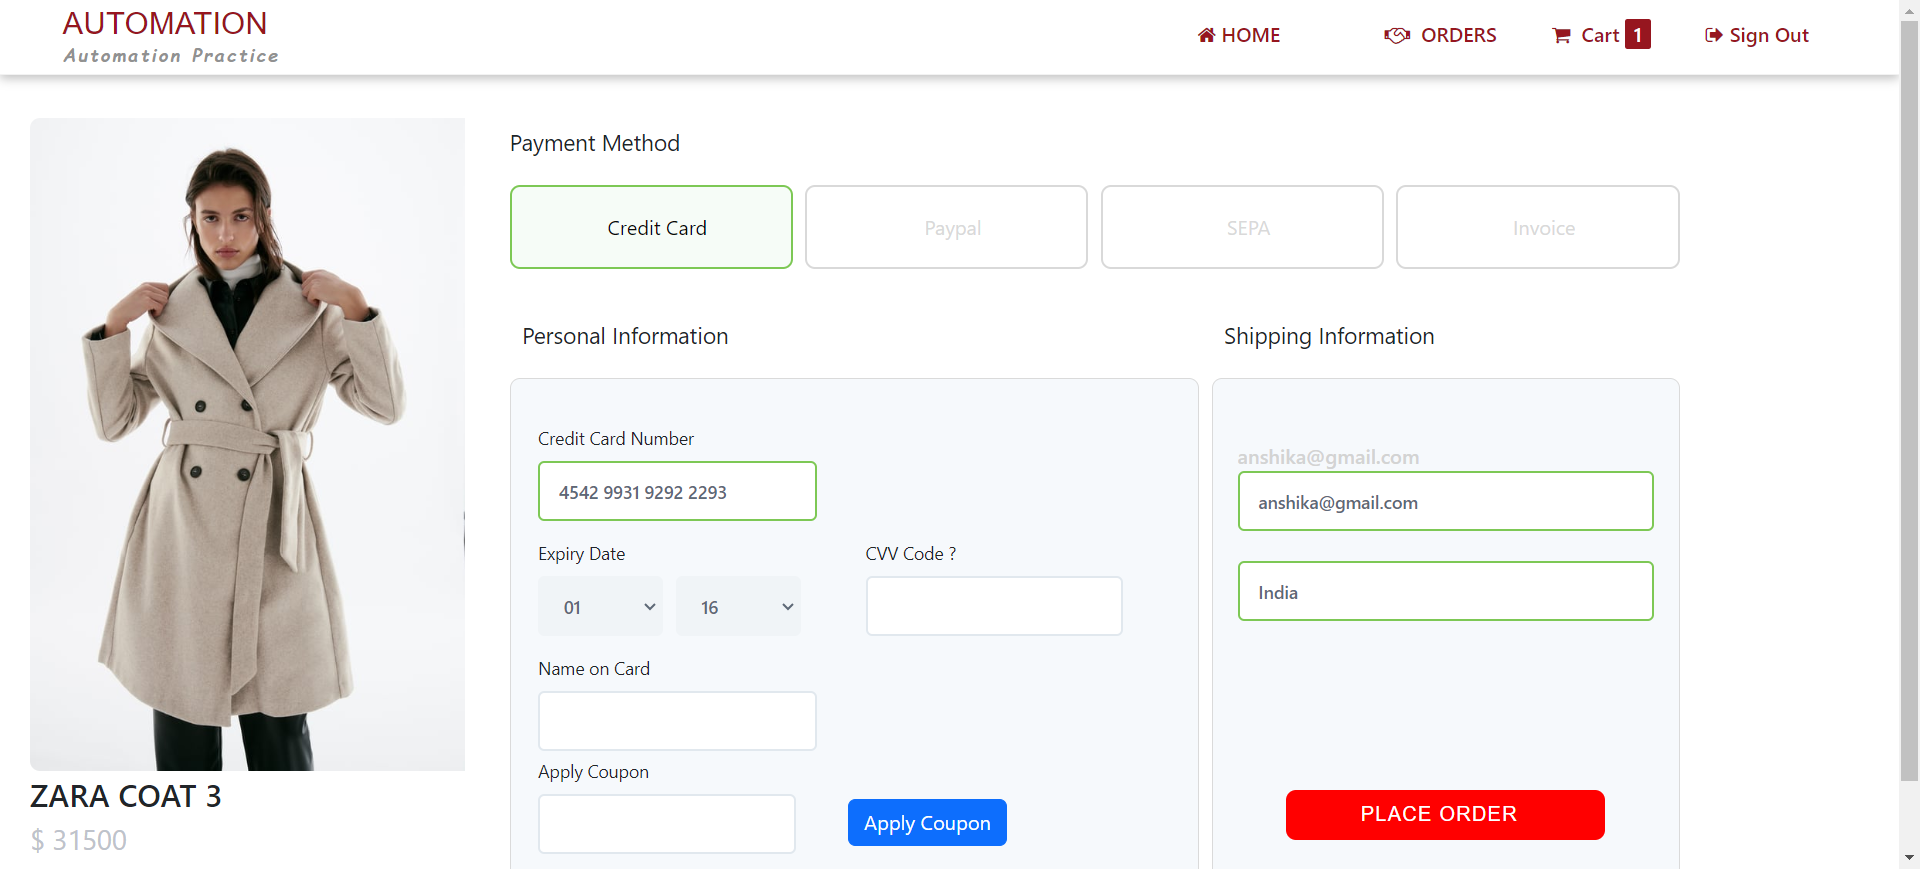 AUTOMATION
Automation Practice
HOME
ORDERS
Cart 1
Sign Out
Payment Method
Credit Card
Paypal
SEPA
Invoice
Personal Information
Credit Card Number
4542 9931 9292 2293
Expiry Date
CVV Code ?
01
16
Name on Card
Apply Coupon
Apply Coupon
Shipping Information
anshika@gmail.com
anshika@gmail.com
India
PLACE ORDER
ZARA COAT 3
$ 31500